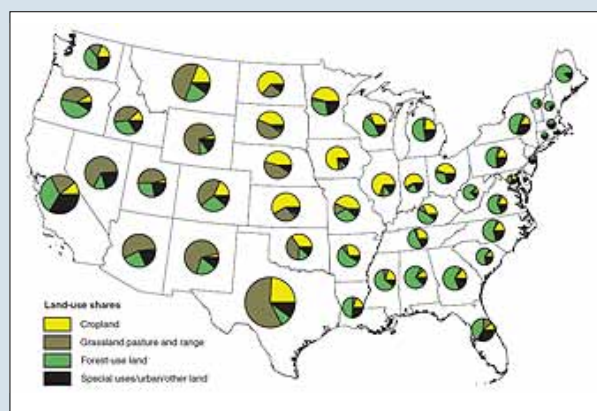 Land-use shares
Cropland
Grassland pasture and range
Forest-use land
Special uses/urban/other land